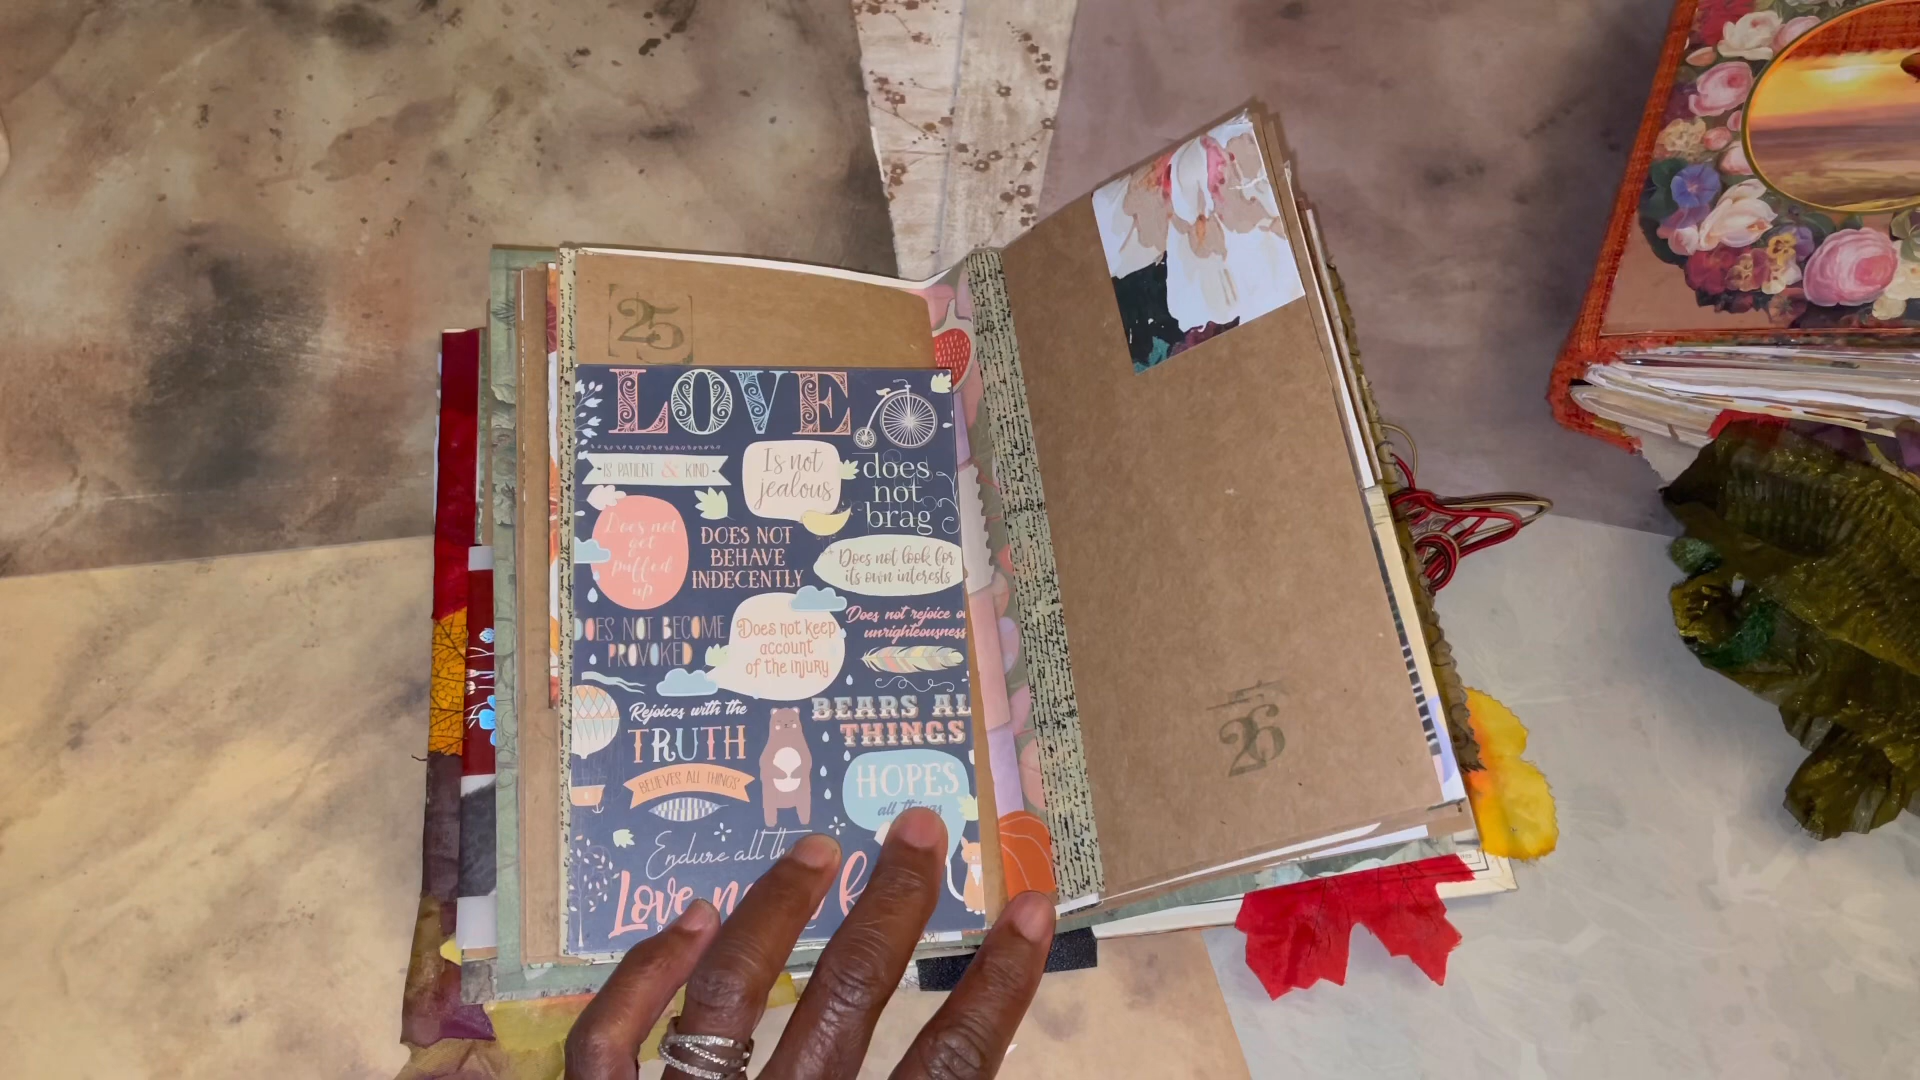 25
LOVE
IS PATIENT & KIND
Is not
jealous
does
not
brag
Does not
get
puffed
up
DOES NOT
BEHAVE
INDECENTLY
Does not look for
its own interests
DOES NOT BECOME
PROVOKED
Does not keep
account
of the injury
Does not rejoice o
unrighteousness
Rejoices with the
TRUTH
BELIEVES ALL THINGS
BEARS AL
THINGS
HOPES
all things
Endure all th
Love n
26